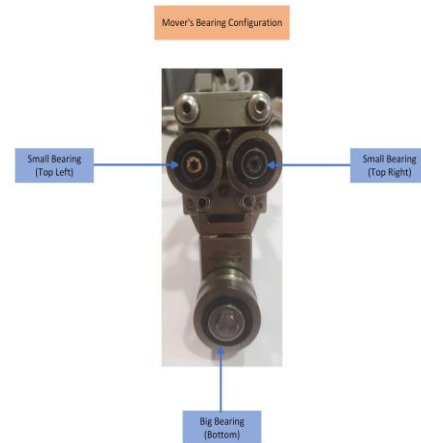 Mover's Bearing Configuration
Small Bearing
(Top Left)
Small Bearing
(Top Right)
Big Bearing
(Bottom)